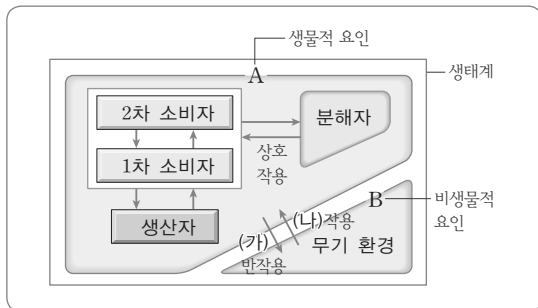 생물적 요인
A
생태계
2차 소비자
분해자
상호
작용
1차 소비자
B
비생물적
요인
생산자
(나)작용
(가)
무기 환경
반작용